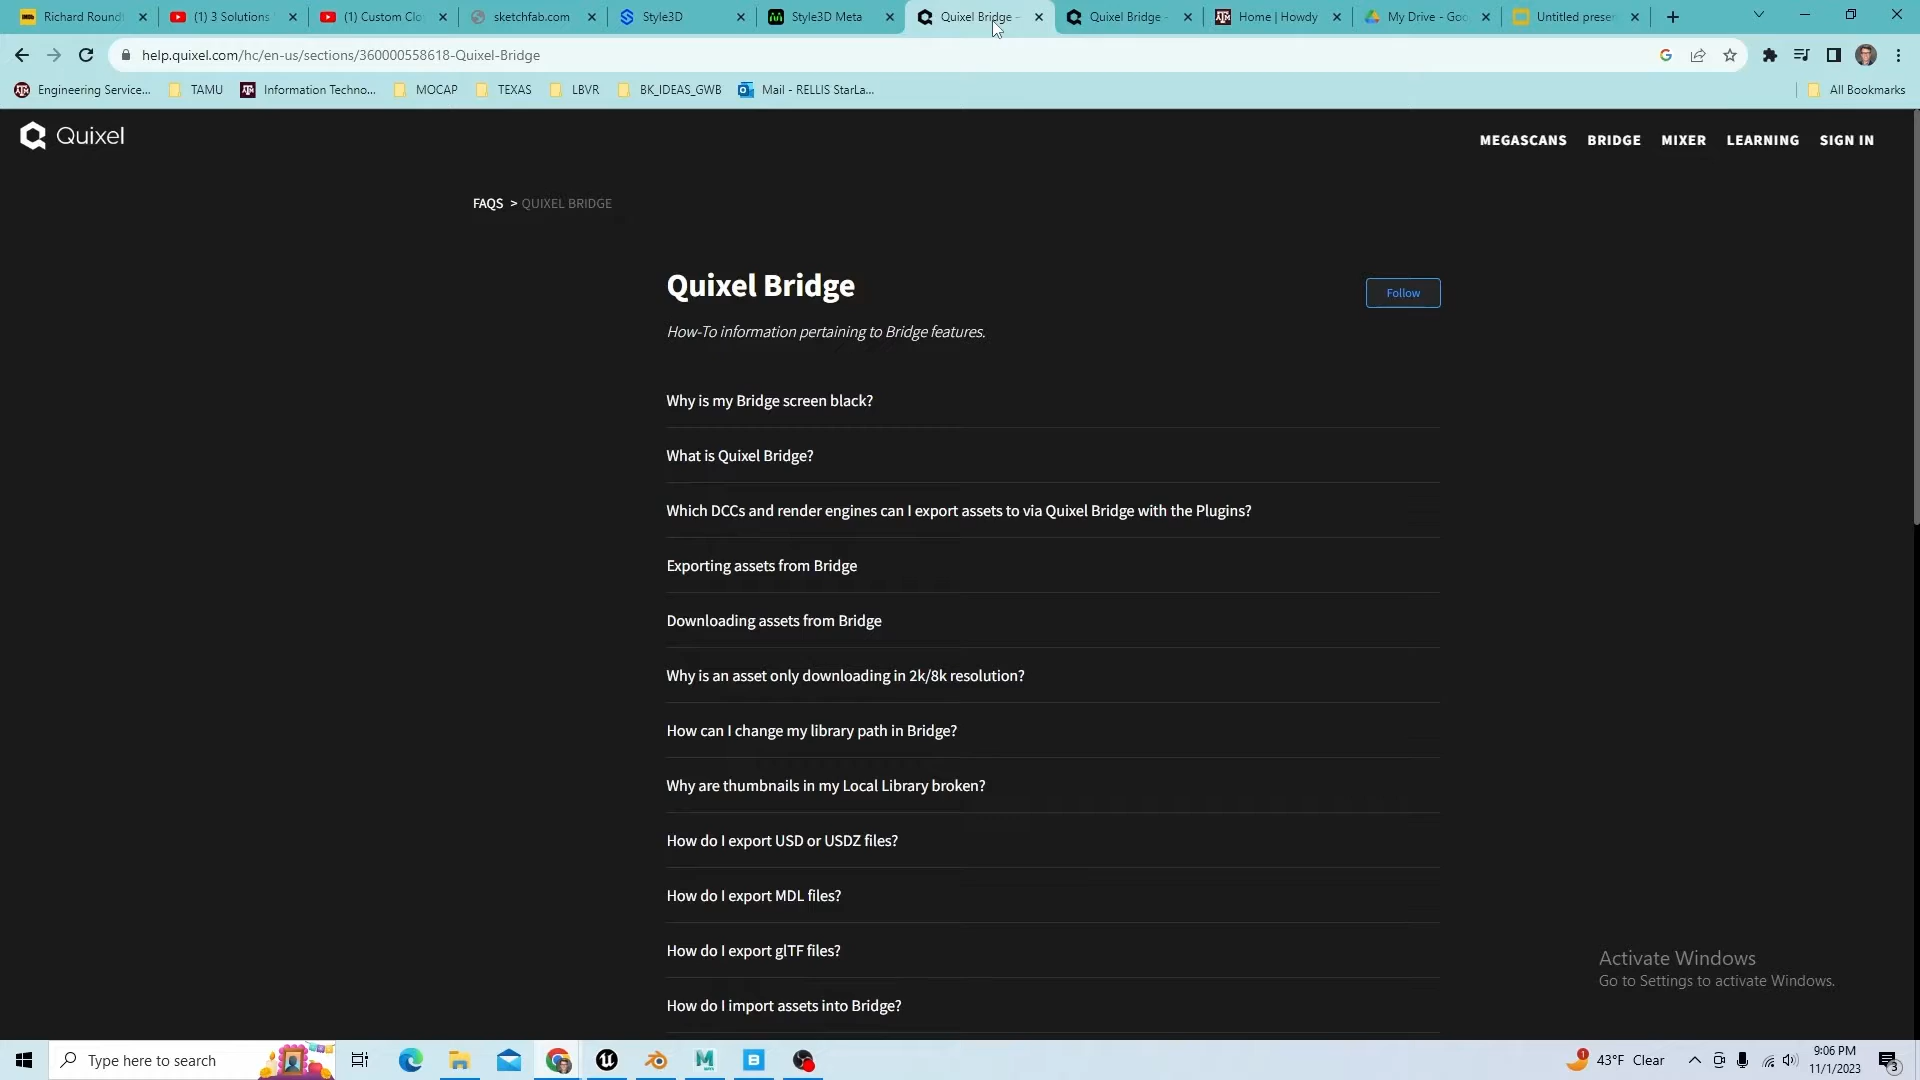 Richard Round
(1) 3 Solutions
(1) Custom Clo
sketchfab.com
Style3D
Style3D Meta
Quixel Bridge –
Quixel Bridge -
Home | Howdy
My Drive - Goo
Untitled presen
help.quixel.com/hc/en-us/sections/360000558618-Quixel-Bridge
Engineering Service...
TAMU
Information Techno...
MOCAP
TEXAS
LBVR
BK_IDEAS_GWB
Mail - RELLIS StarLa...
All Bookmarks
Quixel
MEGASCANS
BRIDGE
MIXER
LEARNING
SIGN IN
FAQS > QUIXEL BRIDGE
Quixel Bridge
Follow
How-To information pertaining to Bridge features.
Why is my Bridge screen black?
What is Quixel Bridge?
Which DCCs and render engines can I export assets to via Quixel Bridge with the Plugins?
Exporting assets from Bridge
Downloading assets from Bridge
Why is an asset only downloading in 2k/8k resolution?
How can I change my library path in Bridge?
Why are thumbnails in my Local Library broken?
How do I export USD or USDZ files?
How do I export MDL files?
How do I export glTF files?
How do I import assets into Bridge?
Activate Windows
Go to Settings to activate Windows.
Type here to search
43°F Clear
9:06 PM
11/1/2023